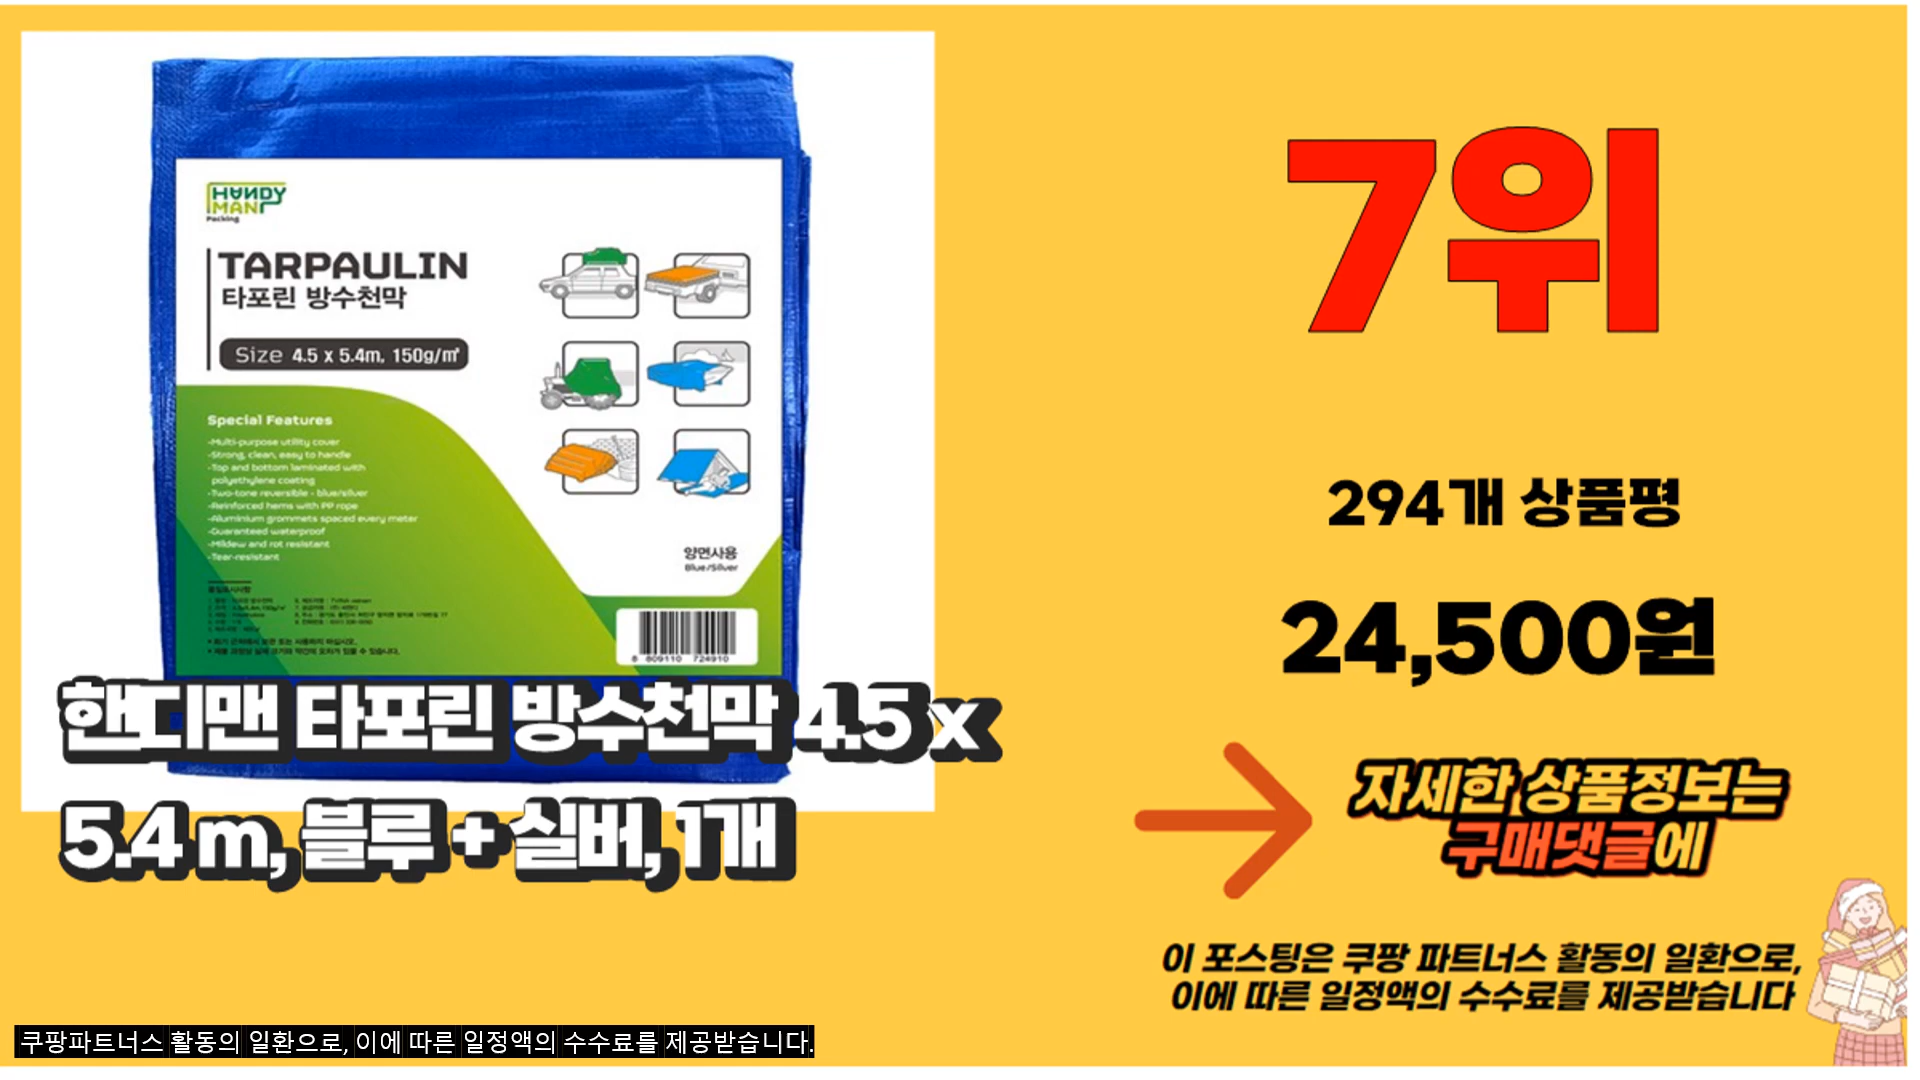 HANDY
MAN
Packing
TARPAULIN
타포린 방수천막
Size 4.5 x 5.4m, 150g/㎡
Special Features
-Multi-purpose utility cover
-Strong, clean, easy to handle
-Top and bottom laminated with
polyethylene coating
-Two-tone reversible - blue/silver
-Reinforced hems with PP rope
-Aluminium grommets spaced every meter
-Guaranteed waterproof
-Mildew and rot resistant
-Tear-resistant
양면사용
Blue/Silver
8 809110 724910
핸디맨 타포린 방수천막 4.5 x
5.4 m, 블루 + 실버, 1개
7위
294개 상품평
24,500원
자세한 상품정보는
구매댓글에
이 포스팅은 쿠팡 파트너스 활동의 일환으로,
이에 따른 일정액의 수수료를 제공받습니다
쿠팡파트너스 활동의 일환으로, 이에 따른 일정액의 수수료를 제공받습니다.